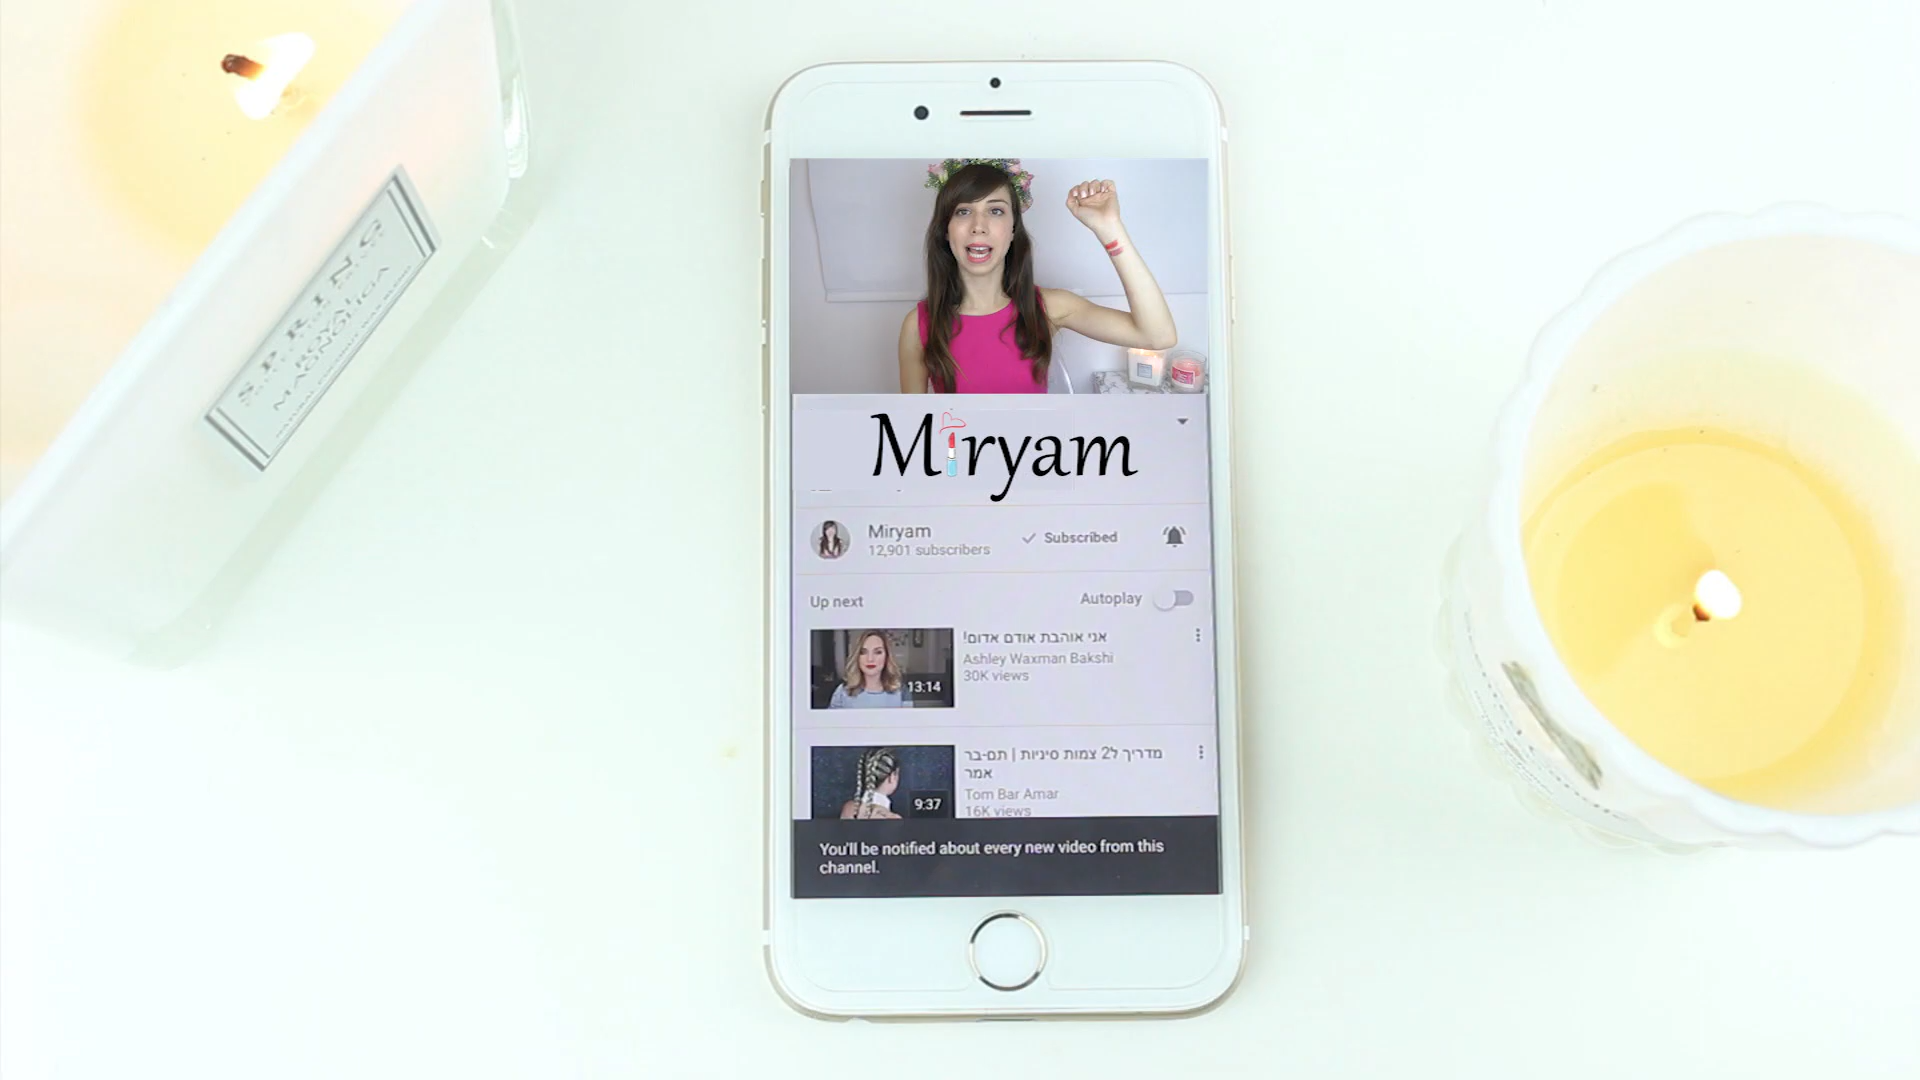 SPRING
ROYAL
MAGNOLIA
Miryam
Miryam
12,901 subscribers
Subscribed
Up next
Autoplay
אני אוהבת אודם אדום!
Ashley Waxman Bakshi
30K views
13:14
מדריך ל2 צמות סיניות | תם-בר
אמר
Tom Bar Amar
16K views
9:37
You'll be notified about every new video from this
channel.